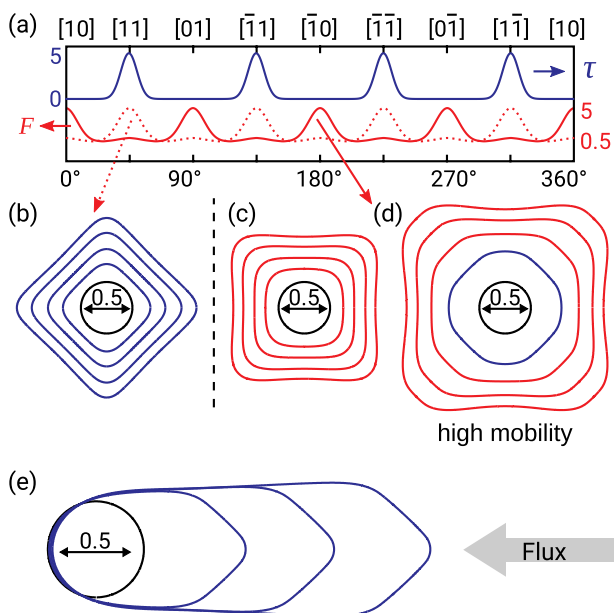 (a)
[10] [11] [01] [1̅1] [1̅0] [1̅1̅] [01̅] [11̅] [10]
5
τ
0
F
5
0.5
0° 90° 180° 270° 360°
(b) (c) (d)
0.5 0.5 0.5
high mobility
(e)
0.5
Flux